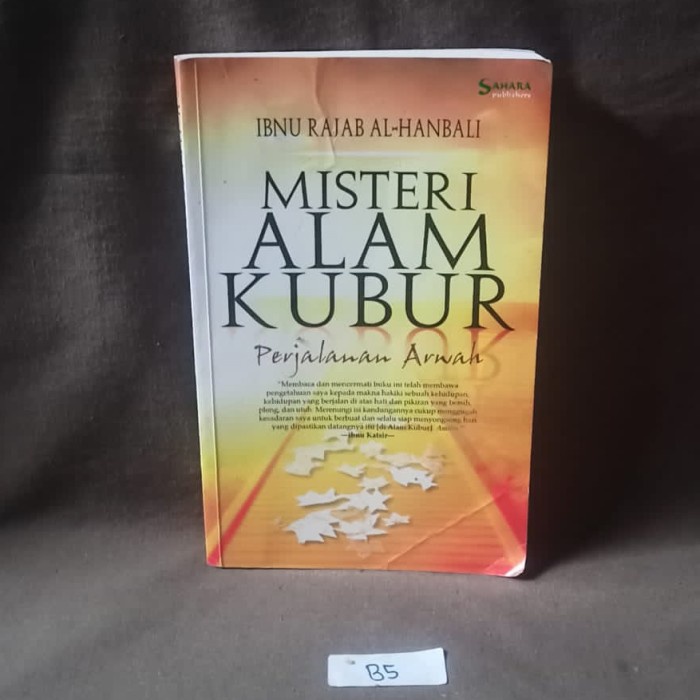 SAHARA
publishers
IBNU RAJAB AL-HANBALI
MISTERI
ALAM
KUBUR
Perjalanan Arwah
"Membaca dan mencermati buku ini telah membawa
pengetahuan saya kepada makna hakiki sebuah kehidupan,
kehidupan yang berjalan di atas hati dan pikiran yang bersih,
plong, dan utuh. Merenungi isi kandungannya cukup menggugah
kesadaran saya untuk berbuat dan selalu siap menyongsong hari
yang dipastikan datangnya ini [di Alam Kubur]. Amin."
—Ibnu Katsir—
B5